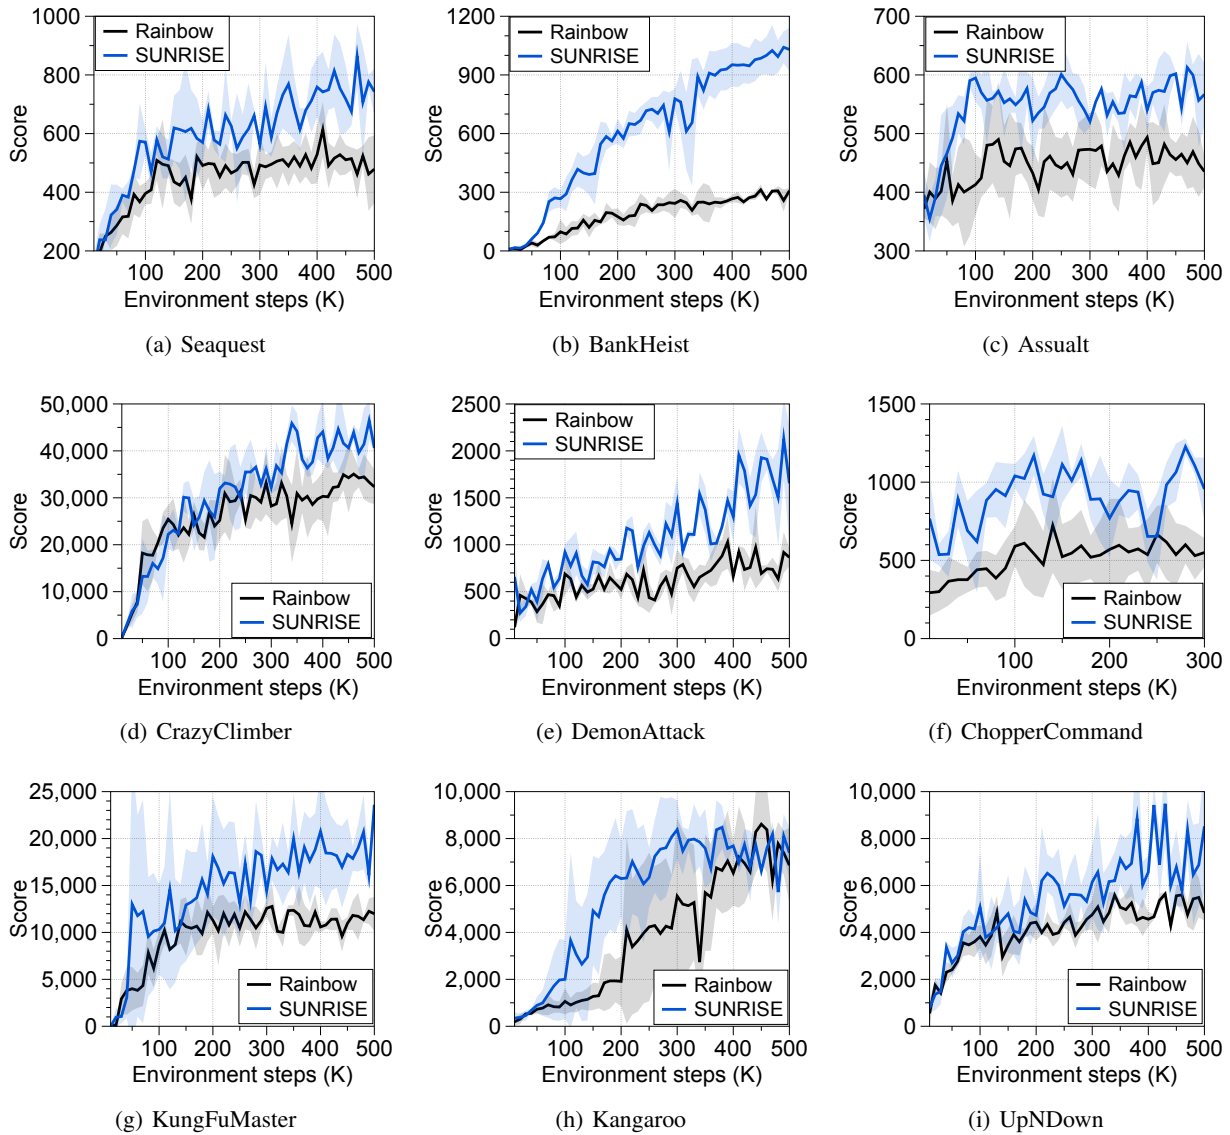 1000
800
600
400
200
Score
Rainbow
SUNRISE
100 200 300 400 500
Environment steps (K)
(a) Seaquest
1200
900
600
300
0
Score
Rainbow
SUNRISE
100 200 300 400 500
Environment steps (K)
(b) BankHeist
700
600
500
400
300
Score
Rainbow
SUNRISE
100 200 300 400 500
Environment steps (K)
(c) Assualt
50,000
40,000
30,000
20,000
10,000
0
Score
Rainbow
SUNRISE
100 200 300 400 500
Environment steps (K)
(d) CrazyClimber
2500
2000
1500
1000
500
0
Score
Rainbow
SUNRISE
100 200 300 400 500
Environment steps (K)
(e) DemonAttack
1500
1000
500
0
Score
Rainbow
SUNRISE
100 200 300
Environment steps (K)
(f) ChopperCommand
25,000
20,000
15,000
10,000
5,000
0
Score
Rainbow
SUNRISE
100 200 300 400 500
Environment steps (K)
(g) KungFuMaster
10,000
8,000
6,000
4,000
2,000
0
Score
Rainbow
SUNRISE
100 200 300 400 500
Environment steps (K)
(h) Kangaroo
10,000
8,000
6,000
4,000
2,000
0
Score
Rainbow
SUNRISE
100 200 300 400 500
Environment steps (K)
(i) UpNDown